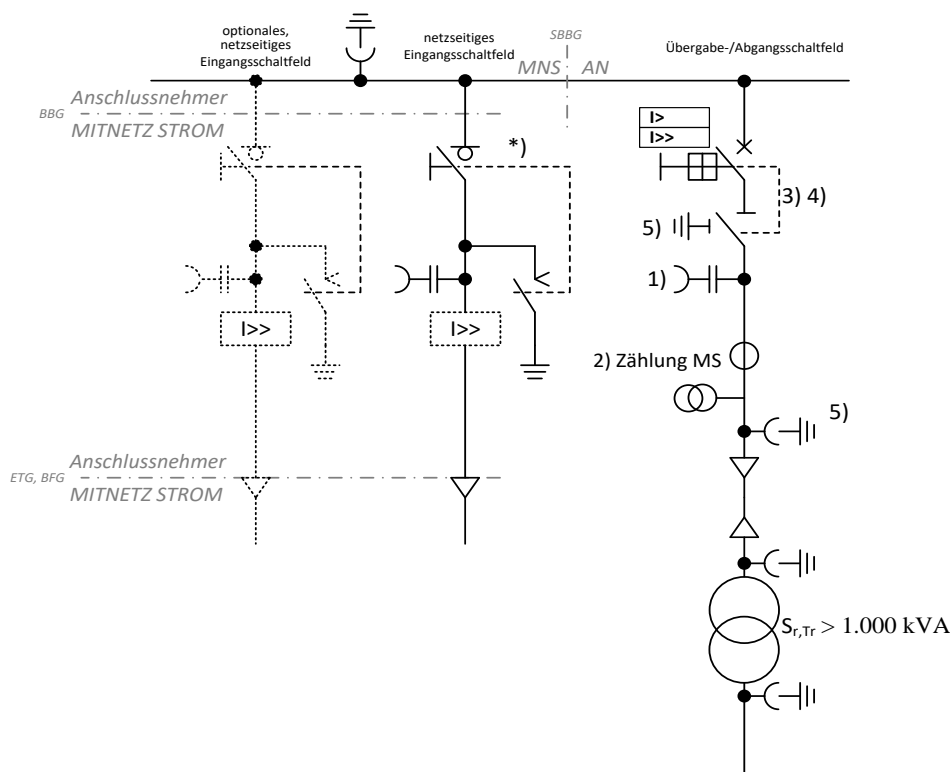 optionales,
netzseitiges
Eingangsschaltfeld
netzseitiges
Eingangsschaltfeld
SBBG
MNS
AN
Übergabe-/Abgangsschaltfeld
Anschlussnehmer
BBG
MITNETZ STROM
*)
I>
I>>
3) 4)
5)
1)
I>>
I>>
2) Zählung MS
5)
Anschlussnehmer
ETG, BFG
MITNETZ STROM
Sr,Tr > 1.000 kVA